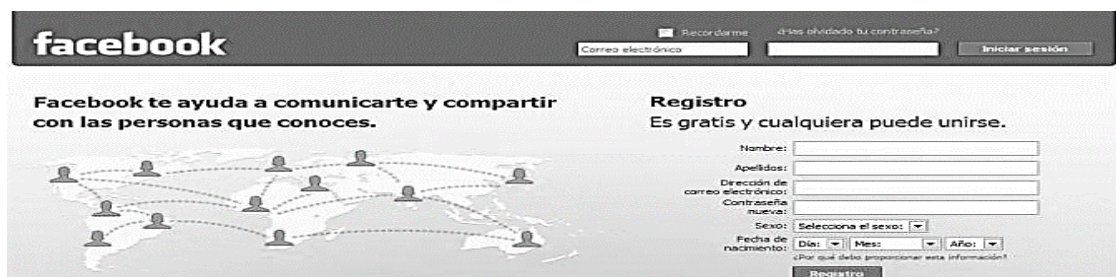 facebook
Recordarme ¿Has olvidado tu contraseña?
Correo electrónico Iniciar sesión
Facebook te ayuda a comunicarte y compartir
con las personas que conoces.
Registro
Es gratis y cualquiera puede unirse.
Nombre:
Apellidos:
Dirección de
correo electrónico:
Contraseña
nueva:
Sexo: Selecciona el sexo:
Fecha de
nacimiento: Día: Mes: Año:
¿Por qué debo proporcionar esta información?
Registro